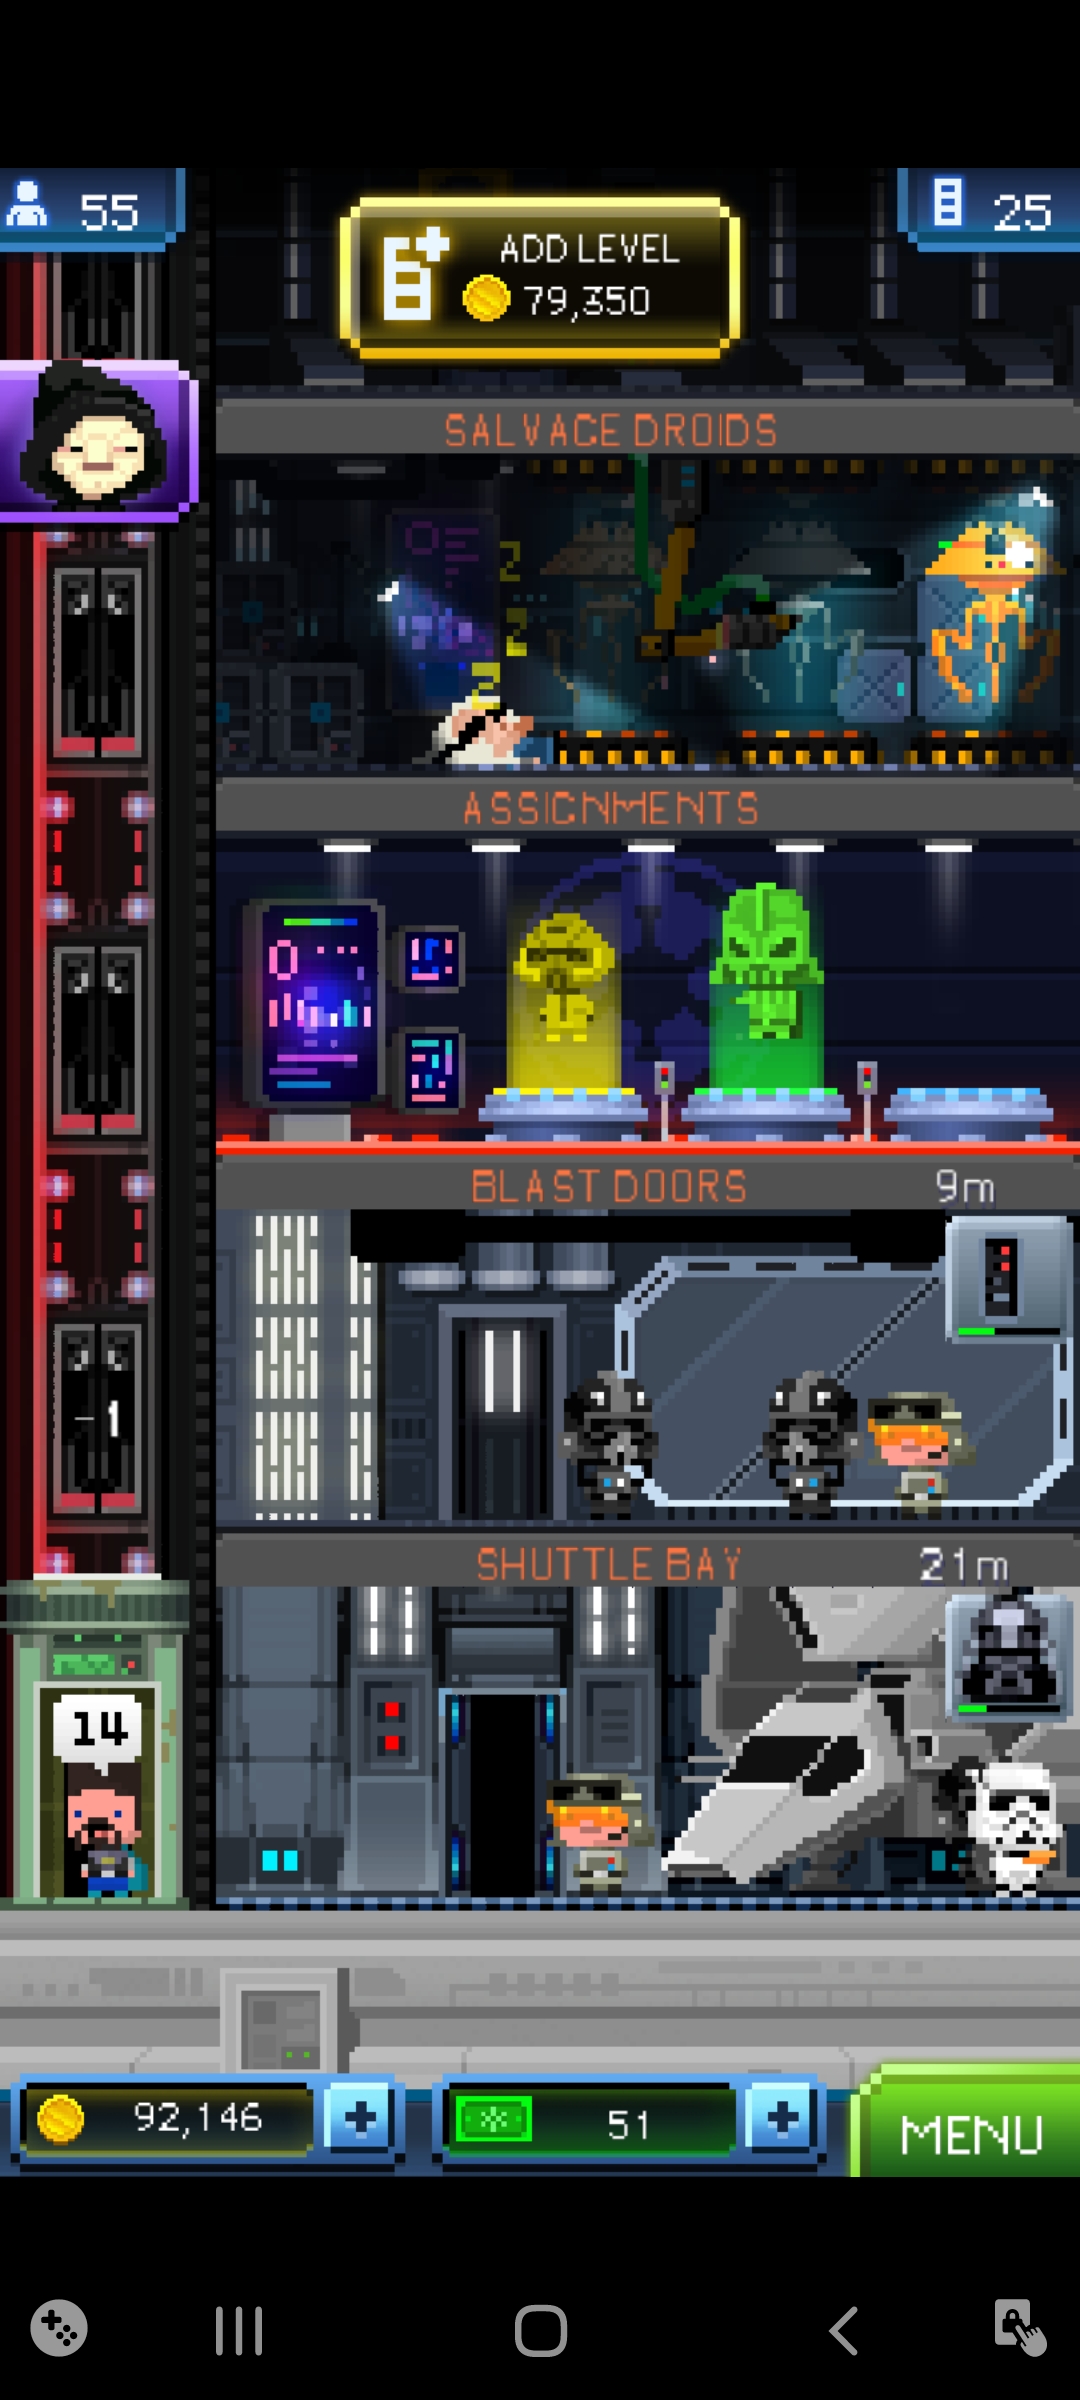 55
ADD LEVEL
79,350
25
SALVAGE DROIDS
ASSIGNMENTS
BLAST DOORS 9m
-1
SHUTTLE BAY 21m
14
92,146
51
MENU